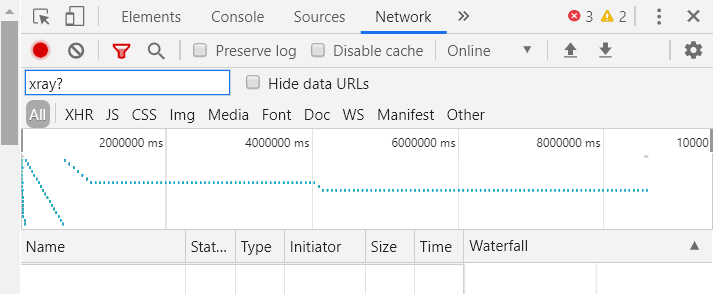 Elements Console Sources Network » 3 2
Preserve log Disable cache Online
xray? Hide data URLs
All XHR JS CSS Img Media Font Doc WS Manifest Other
2000000 ms 4000000 ms 6000000 ms 8000000 ms 10000
Name Stat... Type Initiator Size Time Waterfall